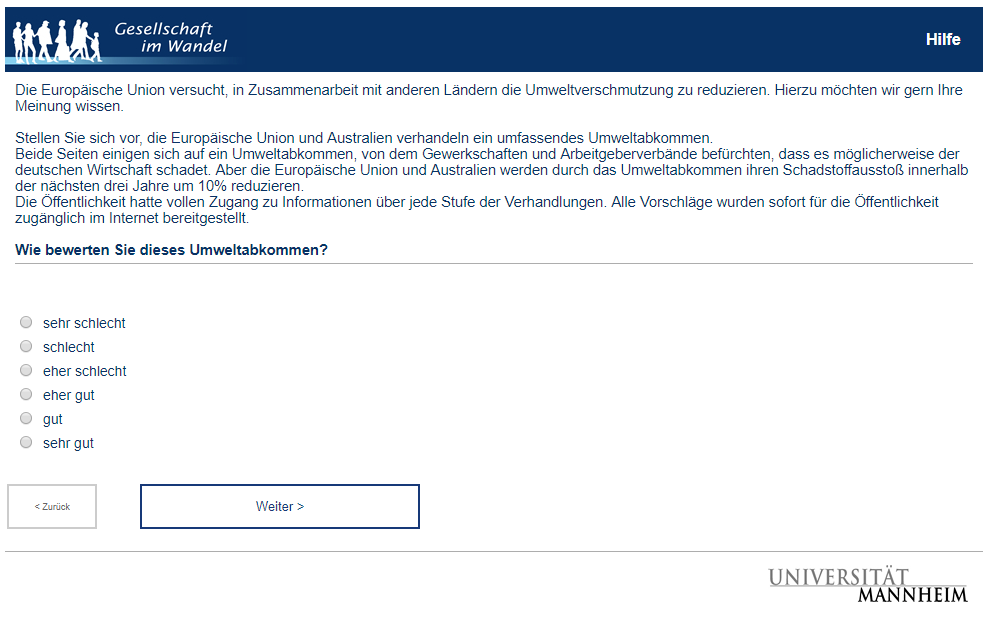 Gesellschaft
im Wandel
Hilfe
Die Europäische Union versucht, in Zusammenarbeit mit anderen Ländern die Umweltverschmutzung zu reduzieren. Hierzu möchten wir gern Ihre
Meinung wissen.
Stellen Sie sich vor, die Europäische Union und Australien verhandeln ein umfassendes Umweltabkommen.
Beide Seiten einigen sich auf ein Umweltabkommen, von dem Gewerkschaften und Arbeitgeberverbände befürchten, dass es möglicherweise der
deutschen Wirtschaft schadet. Aber die Europäische Union und Australien werden durch das Umweltabkommen ihren Schadstoffausstoß innerhalb
der nächsten drei Jahre um 10% reduzieren.
Die Öffentlichkeit hatte vollen Zugang zu Informationen über jede Stufe der Verhandlungen. Alle Vorschläge wurden sofort für die Öffentlichkeit
zugänglich im Internet bereitgestellt.
Wie bewerten Sie dieses Umweltabkommen?
sehr schlecht
schlecht
eher schlecht
eher gut
gut
sehr gut
< Zurück
Weiter >
UNIVERSITÄT
MANNHEIM